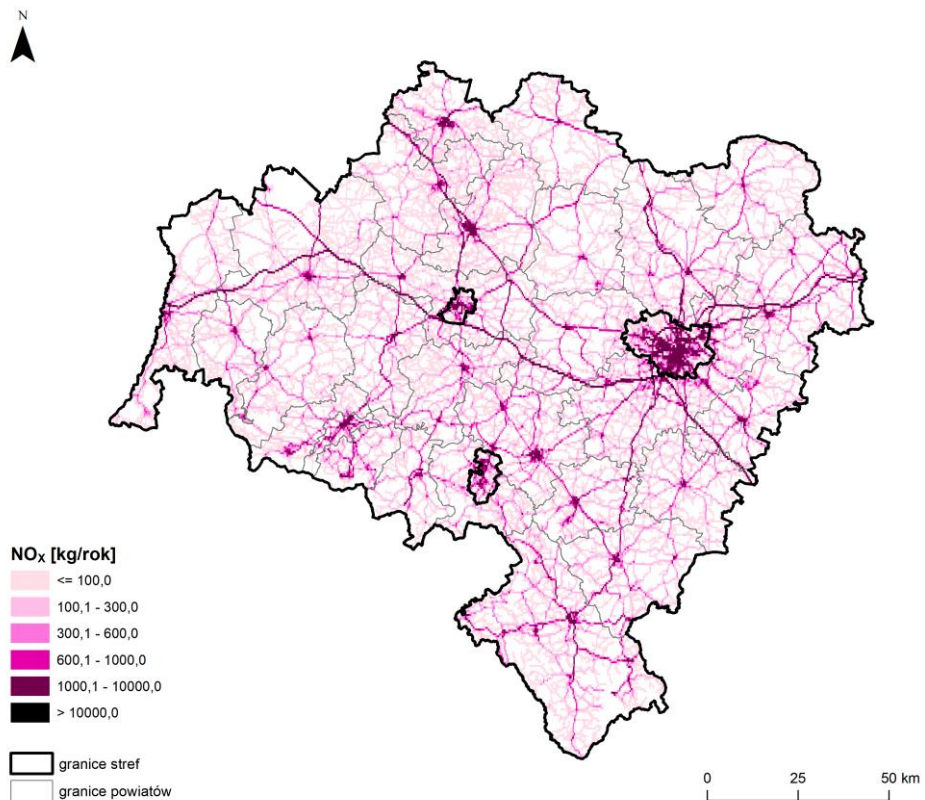 N
NOX [kg/rok]
<= 100,0
100,1 - 300,0
300,1 - 600,0
600,1 - 1000,0
1000,1 - 10000,0
> 10000,0
granice stref
granice powiatów
0 25 50 km